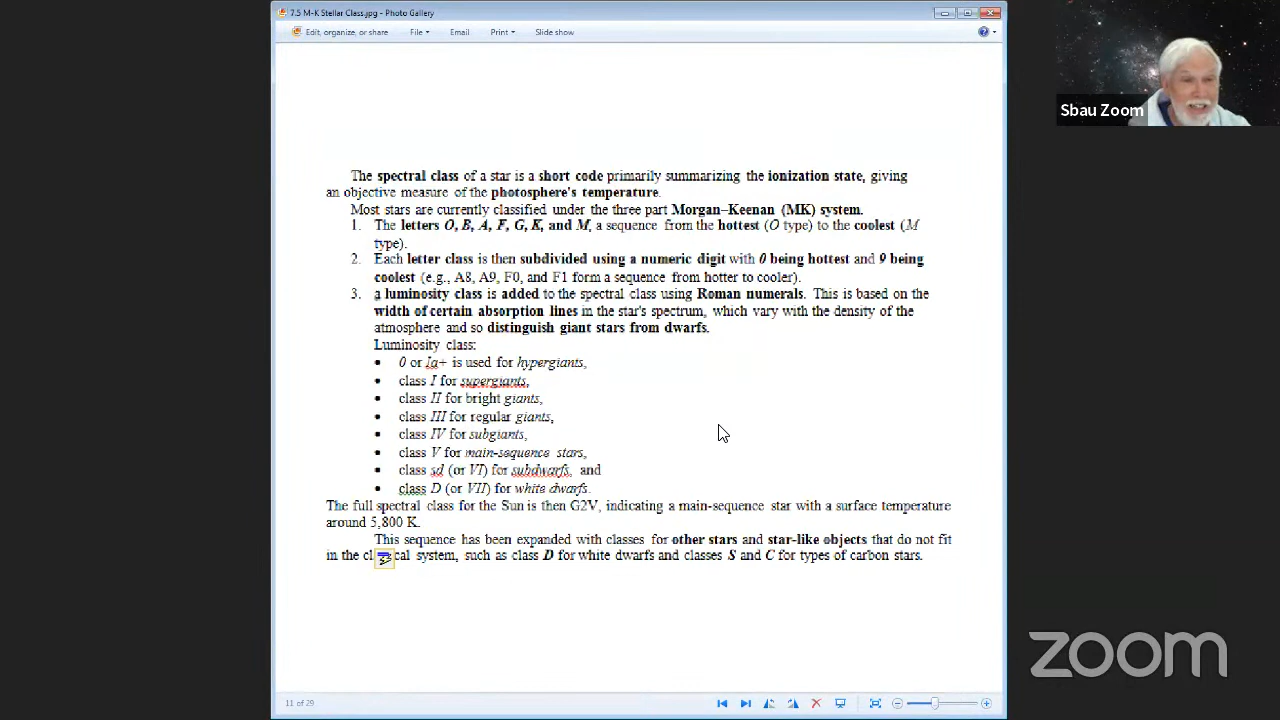 7.5 M-K Stellar Class.jpg - Photo Gallery
Edit, organize, or share File Email Print Slide show
Sbau Zoom
The spectral class of a star is a short code primarily summarizing the ionization state, giving
an objective measure of the photosphere's temperature.
Most stars are currently classified under the three part Morgan–Keenan (MK) system.
1. The letters O, B, A, F, G, K, and M, a sequence from the hottest (O type) to the coolest (M
type).
2. Each letter class is then subdivided using a numeric digit with 0 being hottest and 9 being
coolest (e.g., A8, A9, F0, and F1 form a sequence from hotter to cooler).
3. a luminosity class is added to the spectral class using Roman numerals. This is based on the
width of certain absorption lines in the star's spectrum, which vary with the density of the
atmosphere and so distinguish giant stars from dwarfs.
Luminosity class:
• 0 or Ia+ is used for hypergiants,
• class I for supergiants,
• class II for bright giants,
• class III for regular giants,
• class IV for subgiants,
• class V for main-sequence stars,
• class sd (or VI) for subdwarfs, and
• class D (or VII) for white dwarfs.
The full spectral class for the Sun is then G2V, indicating a main-sequence star with a surface temperature
around 5,800 K.
This sequence has been expanded with classes for other stars and star-like objects that do not fit
in the cl cal system, such as class D for white dwarfs and classes S and C for types of carbon stars.
zoom
11 of 29